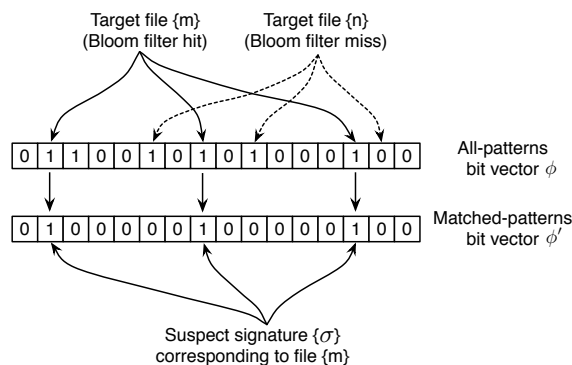 Target file {m}
(Bloom filter hit)
Target file {n}
(Bloom filter miss)
0 1 1 0 0 1 0 1 0 1 0 0 0 1 0 0
All-patterns
bit vector ϕ
0 1 0 0 0 0 0 1 0 0 0 0 0 1 0 0
Matched-patterns
bit vector ϕ′
Suspect signature {σ}
corresponding to file {m}